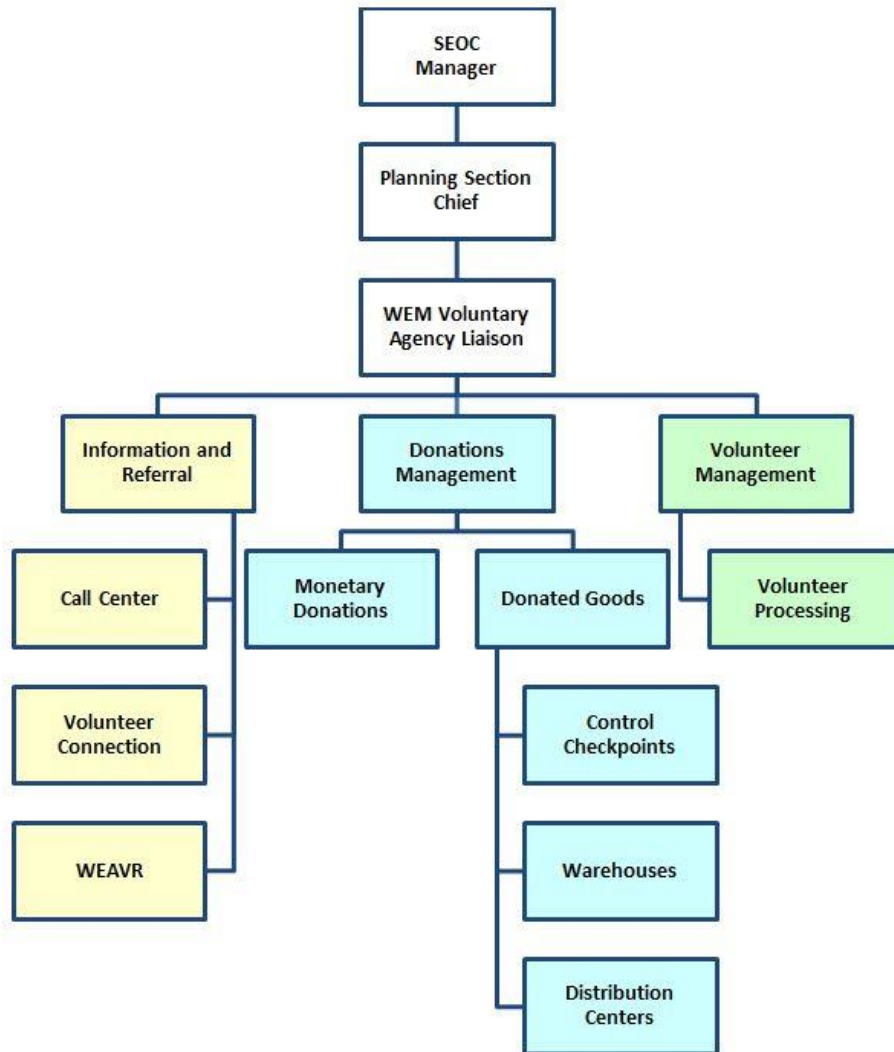 SEOC
Manager
Planning Section
Chief
WEM Voluntary
Agency Liaison
Information and
Referral
Donations
Management
Volunteer
Management
Call Center
Monetary
Donations
Donated Goods
Volunteer
Processing
Volunteer
Connection
Control
Checkpoints
WEAVR
Warehouses
Distribution
Centers